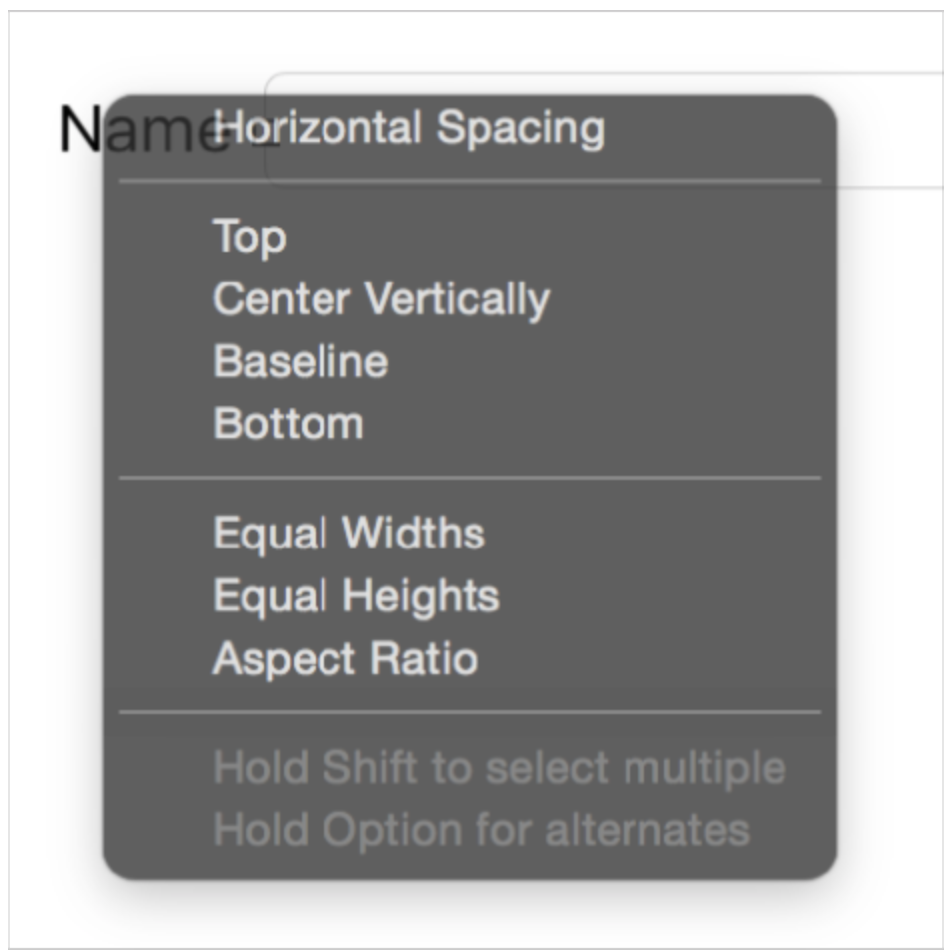 Name
Horizontal Spacing
Top
Center Vertically
Baseline
Bottom
Equal Widths
Equal Heights
Aspect Ratio
Hold Shift to select multiple
Hold Option for alternates